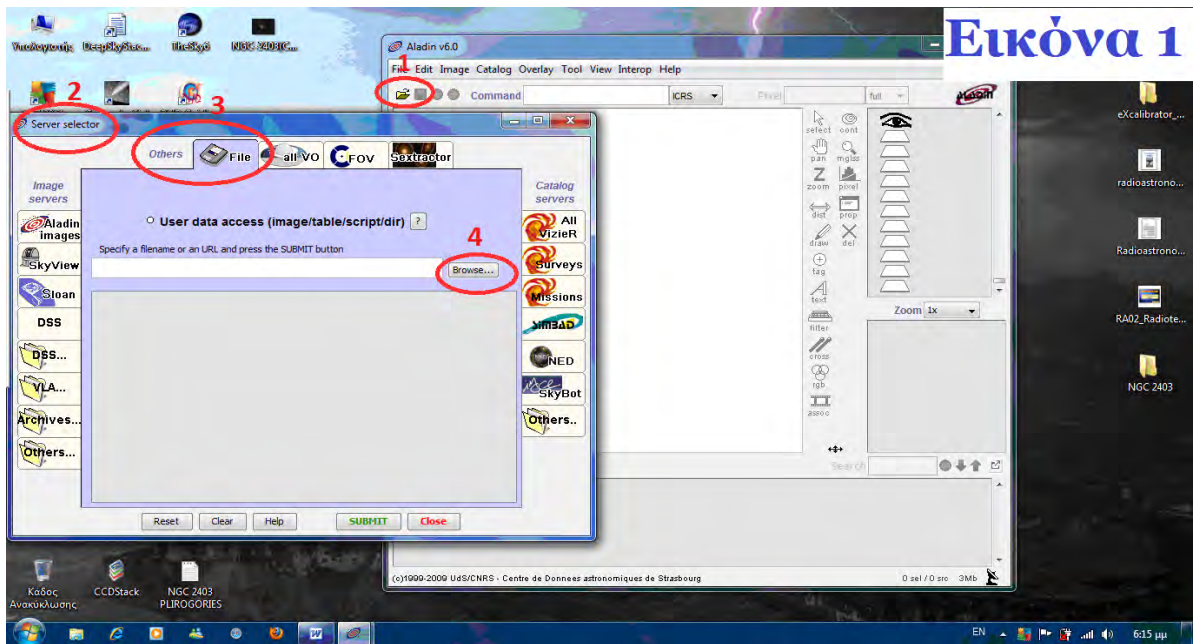 Εικόνα 1
Υπολογιστής
DeepSkyStac...
TheSky6
Aladin v6.0
1
File Edit Image Catalog Overlay Tool View Interop Help
Command
ICRS
Pixel
full
2
3
Server selector
Others
File
all VO
FOV
Sextractor
Image servers
Aladin images
SkyView
Sloan
DSS
DSS...
VLA...
Archives...
Others...
User data access (image/table/script/dir) ?
Specify a filename or an URL and press the SUBMIT button
4
Browse...
Catalog servers
All VizieR
Surveys
Missions
SIMBAD
NED
SkyBot
Others..
Reset Clear Help SUBMIT Close
select cont
pan mglss
zoom pixel
dist prop
draw del
tag
text
filter
cross
rgb
assoc
Zoom 1x
Search
(c)1999-2009 UdS/CNRS - Centre de Donnees astronomiques de Strasbourg
0 sel / 0 src 3Mb
eXcalibrator_...
radioastrono...
Radioastrono...
RA02_Radiote...
NGC 2403
Κάδος Ανακύκλωσης
CCDStack
NGC 2403 PLIROGORIES
EN
6:15 μμ